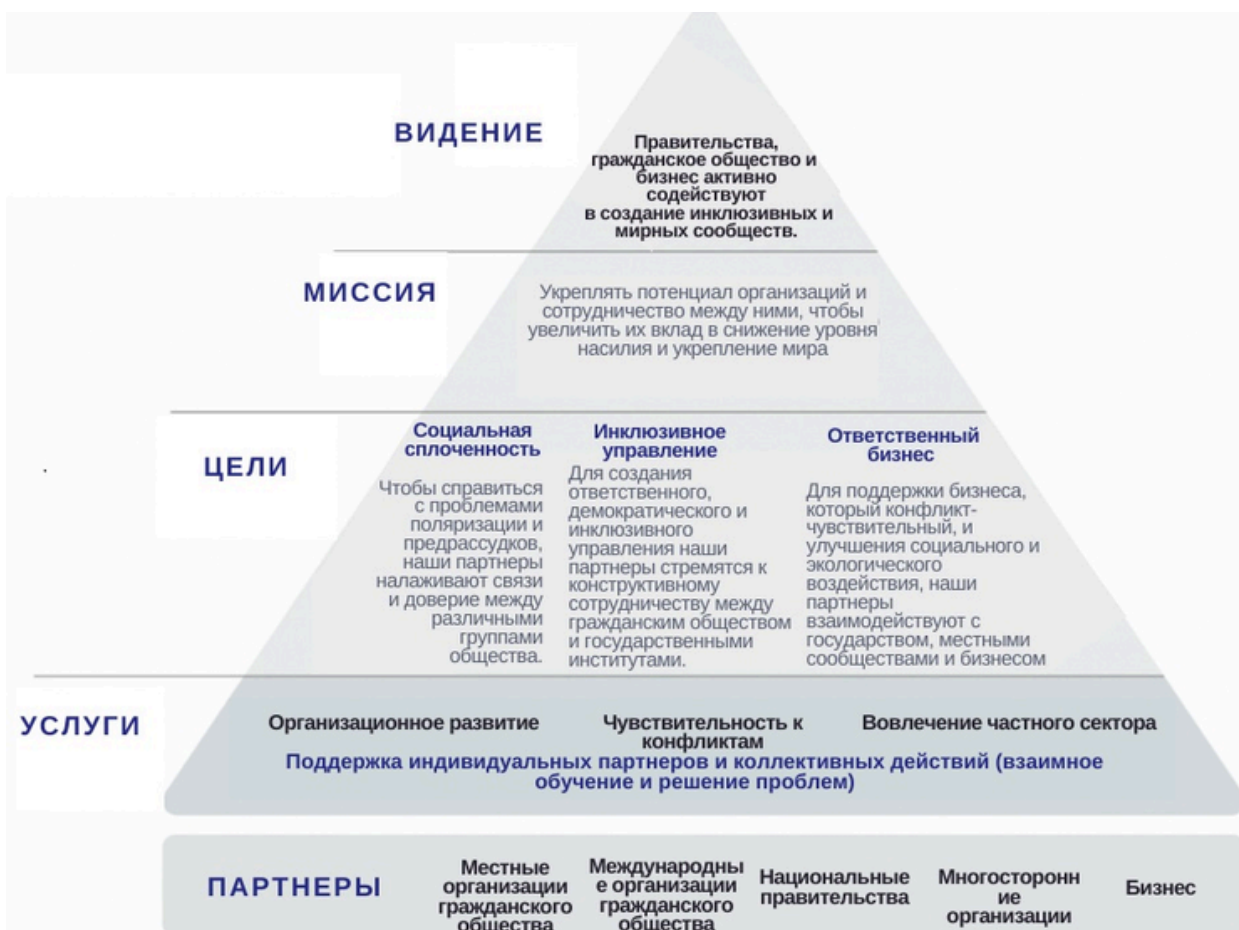 ВИДЕНИЕ
Правительства,
гражданское общество и
бизнес активно
содействуют
в создание инклюзивных и
мирных сообществ.
МИССИЯ
Укреплять потенциал организаций и
сотрудничество между ними, чтобы
увеличить их вклад в снижение уровня
насилия и укрепление мира
ЦЕЛИ
Социальная
сплоченность
Чтобы справиться
с проблемами
поляризации и
предрассудков,
наши партнеры
налаживают связи
и доверие между
различными
группами
общества.
Инклюзивное
управление
Для создания
ответственного,
демократического и
инклюзивного
управления наши
партнеры стремятся к
конструктивному
сотрудничеству между
гражданским обществом
и государственными
институтами.
Ответственный
бизнес
Для поддержки бизнеса,
который конфликт-
чувствительный, и
улучшения социального и
экологического
воздействия, наши
партнеры
взаимодействуют с
государством, местными
сообществами и бизнесом
УСЛУГИ
Организационное развитие
Чувствительность к
конфликтам
Вовлечение частного сектора
Поддержка индивидуальных партнеров и коллективных действий (взаимное
обучение и решение проблем)
ПАРТНЕРЫ
Местные
организации
гражданского
общества
Международны
е организации
гражданского
общества
Национальные
правительства
Многосторонн
ие
организации
Бизнес